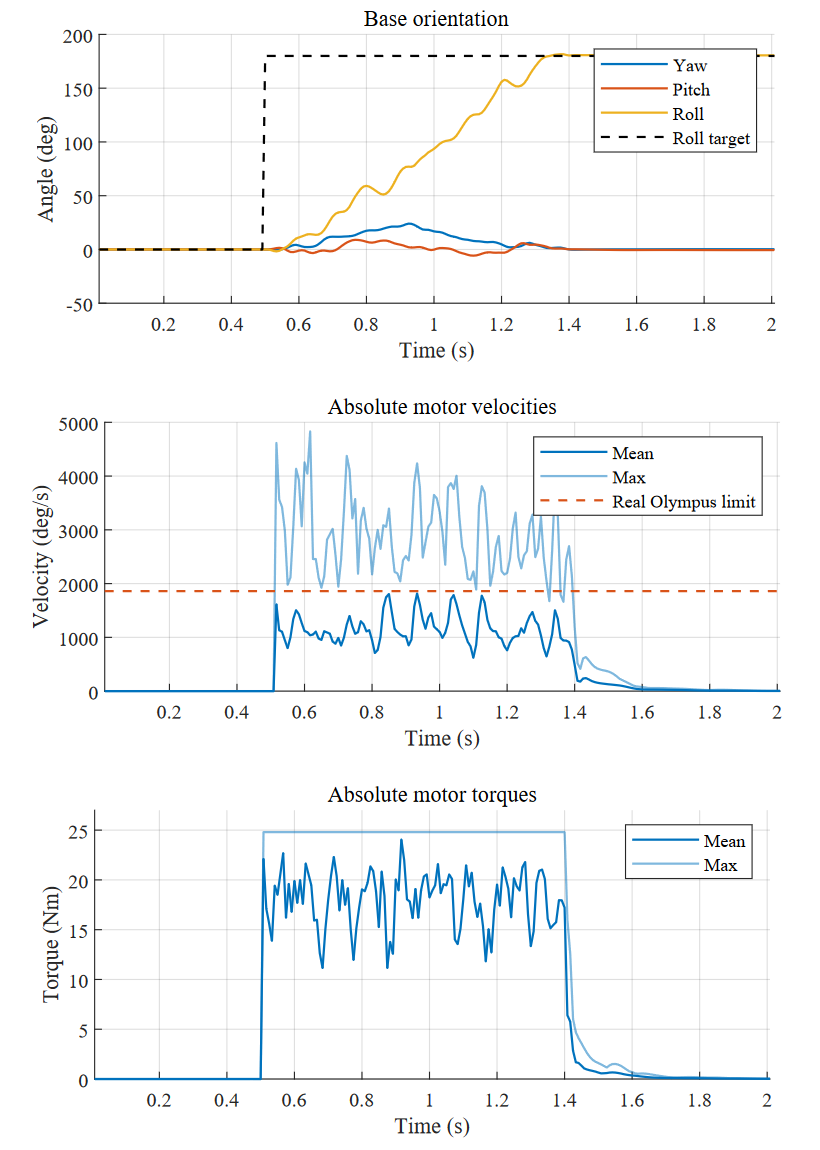 Base orientation
200
150
100
50
0
-50
Angle (deg)
Yaw
Pitch
Roll
Roll target
0.2 0.4 0.6 0.8 1 1.2 1.4 1.6 1.8 2
Time (s)
Absolute motor velocities
5000
4000
3000
2000
1000
0
Velocity (deg/s)
Mean
Max
Real Olympus limit
0.2 0.4 0.6 0.8 1 1.2 1.4 1.6 1.8 2
Time (s)
Absolute motor torques
25
20
15
10
5
0
Torque (Nm)
Mean
Max
0.2 0.4 0.6 0.8 1 1.2 1.4 1.6 1.8 2
Time (s)